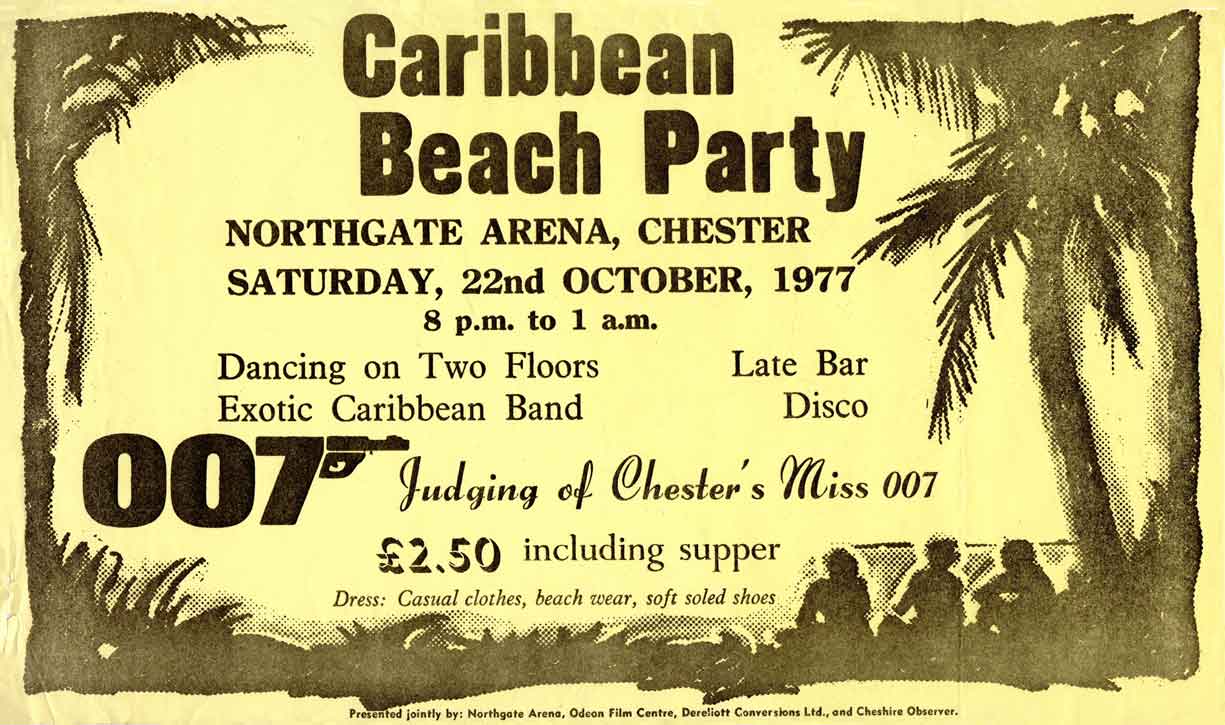 Caribbean
Beach Party
NORTHGATE ARENA, CHESTER
SATURDAY, 22nd OCTOBER, 1977
8 p.m. to 1 a.m.
Dancing on Two Floors Late Bar
Exotic Caribbean Band Disco
007 Judging of Chester's Miss 007
£2.50 including supper
Dress: Casual clothes, beach wear, soft soled shoes
Presented jointly by: Northgate Arena, Odeon Film Centre, Dereliott Conversions Ltd., and Cheshire Observer.